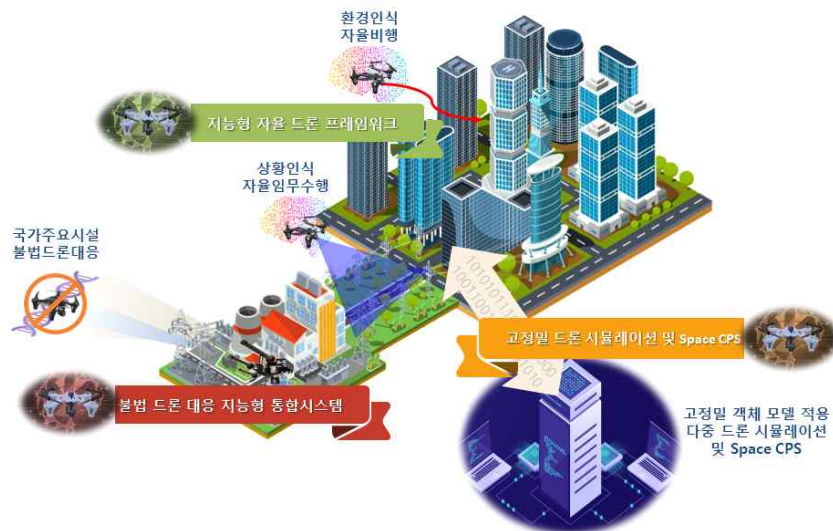 환경인식
자율비행
지능형 자율 드론 프레임워크
상황인식
자율임무수행
국가주요시설
불법드론대응
H
고정밀 드론 시뮬레이션 및 Space CPS
불법 드론 대응 지능형 통합시스템
고정밀 객체 모델 적용
다중 드론 시뮬레이션
및 Space CPS